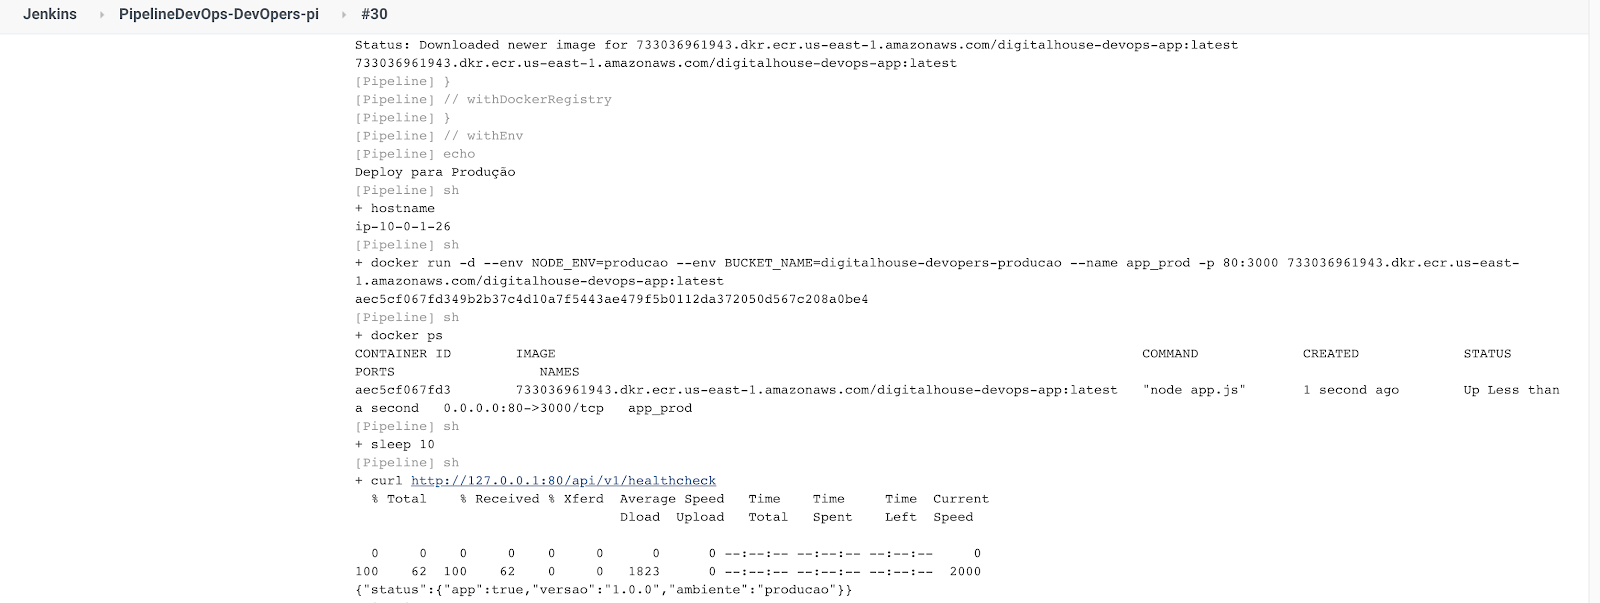 Jenkins › PipelineDevOps-DevOpers-pi › #30
Status: Downloaded newer image for 733036961943.dkr.ecr.us-east-1.amazonaws.com/digitalhouse-devops-app:latest
733036961943.dkr.ecr.us-east-1.amazonaws.com/digitalhouse-devops-app:latest
[Pipeline] }
[Pipeline] // withDockerRegistry
[Pipeline] }
[Pipeline] // withEnv
[Pipeline] echo
Deploy para Produção
[Pipeline] sh
+ hostname
ip-10-0-1-26
[Pipeline] sh
+ docker run -d --env NODE_ENV=producao --env BUCKET_NAME=digitalhouse-devopers-producao --name app_prod -p 80:3000 733036961943.dkr.ecr.us-east-
1.amazonaws.com/digitalhouse-devops-app:latest
aec5cf067fd349b2b37c4d10a7f5443ae479f5b0112da372050d567c208a0be4
[Pipeline] sh
+ docker ps
CONTAINER ID IMAGE COMMAND CREATED STATUS
PORTS NAMES
aec5cf067fd3 733036961943.dkr.ecr.us-east-1.amazonaws.com/digitalhouse-devops-app:latest "node app.js" 1 second ago Up Less than
a second 0.0.0.0:80->3000/tcp app_prod
[Pipeline] sh
+ sleep 10
[Pipeline] sh
+ curl http://127.0.0.1:80/api/v1/healthcheck
% Total % Received % Xferd Average Speed Time Time Time Current
Dload Upload Total Spent Left Speed
0 0 0 0 0 0 0 0 --:--:-- --:--:-- --:--:-- 0
100 62 100 62 0 0 1823 0 --:--:-- --:--:-- --:--:-- 2000
{"status":{"app":true,"versao":"1.0.0","ambiente":"producao"}}